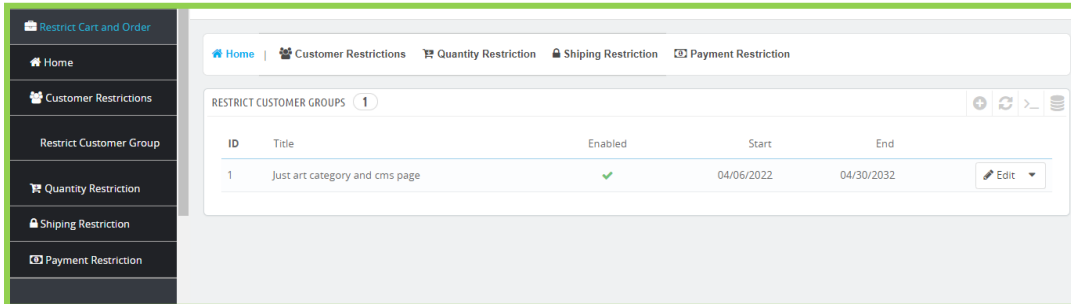 Restrict Cart and Order
Home
Customer Restrictions
Restrict Customer Group
Quantity Restriction
Shiping Restriction
Payment Restriction
Home | Customer Restrictions Quantity Restriction Shiping Restriction Payment Restriction
RESTRICT CUSTOMER GROUPS 1
ID Title Enabled Start End
1 Just art category and cms page 04/06/2022 04/30/2032 Edit